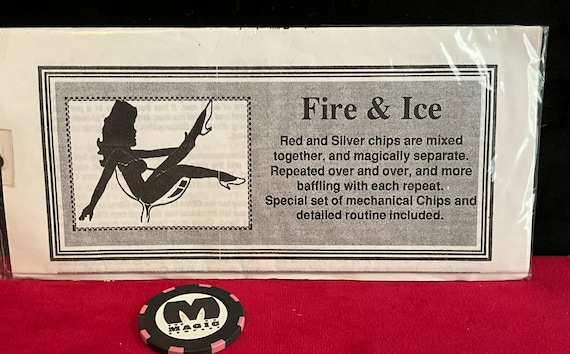 Fire & Ice
Red and Silver chips are mixed
together, and magically separate.
Repeated over and over, and more
baffling with each repeat.
Special set of mechanical Chips and
detailed routine included.
M
MAGIC